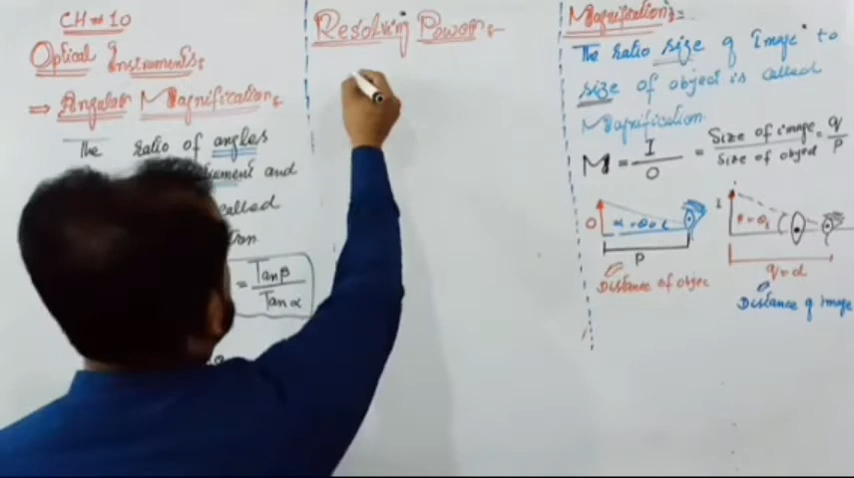 CH = 10
Optical Instruments:
⇒ Angular Magnification:
The ratio of angles
and
called
= Tanβ / Tanα
Resolving Power:-
Magnification:-
The ratio size of Image to
size of object is called
Magnification.
M = I / O = Size of image / Size of object = q / P
O
P
Distance of objec
I
q = d
Distance of image